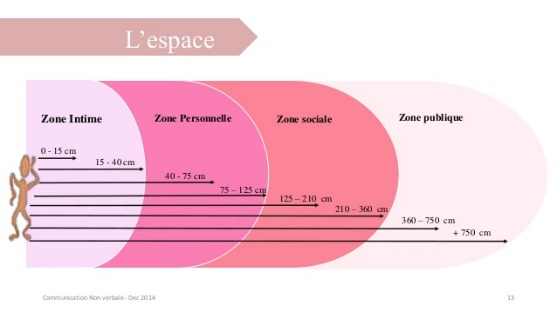 L'espace
Zone Intime
Zone Personnelle
Zone sociale
Zone publique
0 - 15 cm
15 - 40 cm
40 - 75 cm
75 – 125 cm
125 – 210 cm
210 – 360 cm
360 – 750 cm
+ 750 cm
Communication Non verbale - Dec 2014
13